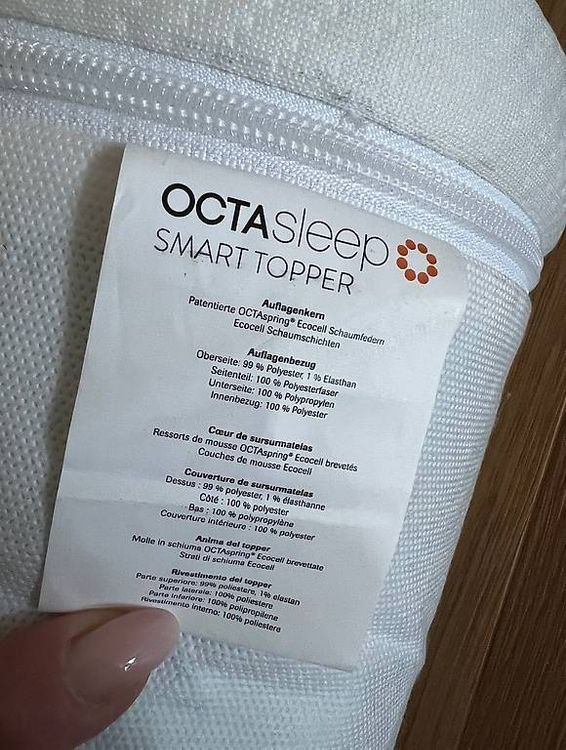 OCTAsleep
SMART TOPPER
Auflagenkern
Patentierte OCTAspring® Ecocell Schaumfedern
Ecocell Schaumschichten
Auflagenbezug
Oberseite: 99 % Polyester, 1 % Elasthan
Seitenteil: 100 % Polyesterfaser
Unterseite: 100 % Polypropylen
Innenbezug: 100 % Polyester
Cœur de sursurmatelas
Ressorts de mousse OCTAspring® Ecocell brevetés
Couches de mousse Ecocell
Couverture de sursurmatelas
Dessus : 99 % polyester, 1 % élasthanne
Côté : 100 % polyester
Bas : 100 % polypropylène
Couverture intérieure : 100 % polyester
Anima del topper
Molle in schiuma OCTAspring® Ecocell brevettate
Strati di schiuma Ecocell
Rivestimento del topper
Parte superiore: 99% poliestere, 1% elastan
Parte laterale: 100% poliestere
Parte inferiore: 100% polipropilene
Rivestimento interno: 100% poliestere